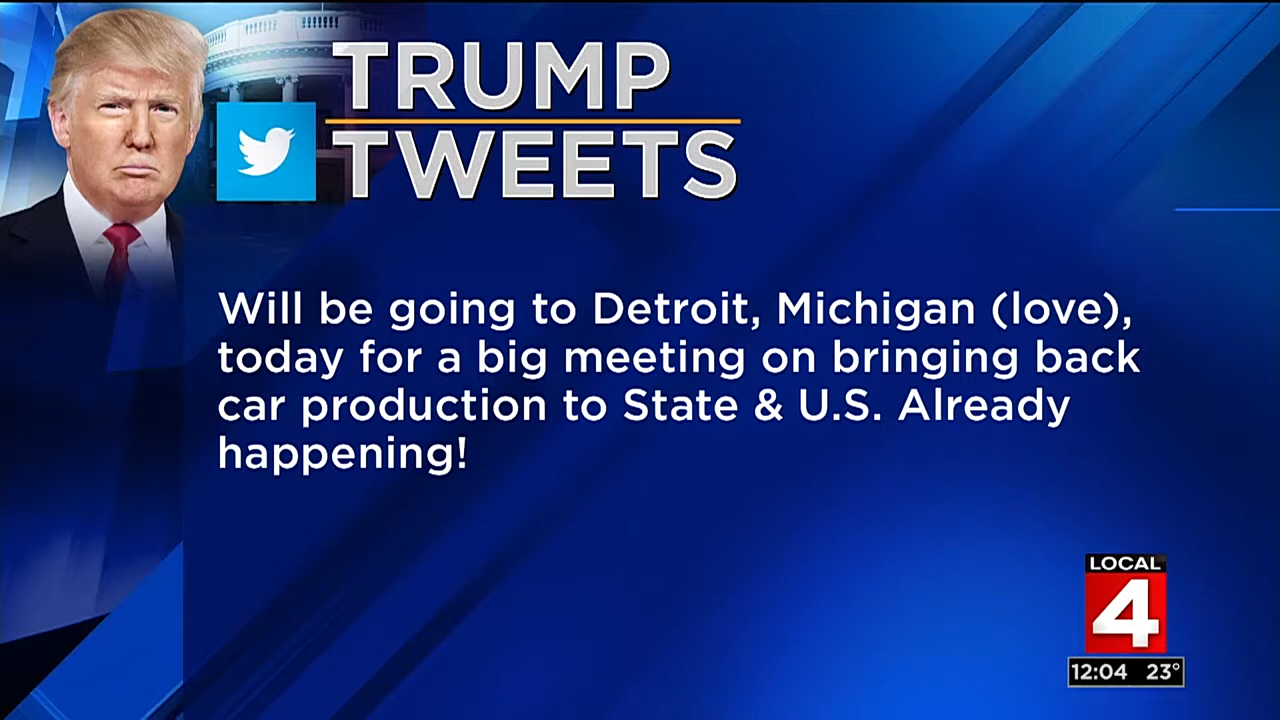 TRUMP
TWEETS
Will be going to Detroit, Michigan (love),
today for a big meeting on bringing back
car production to State & U.S. Already
happening!
LOCAL
4
12:04 23°